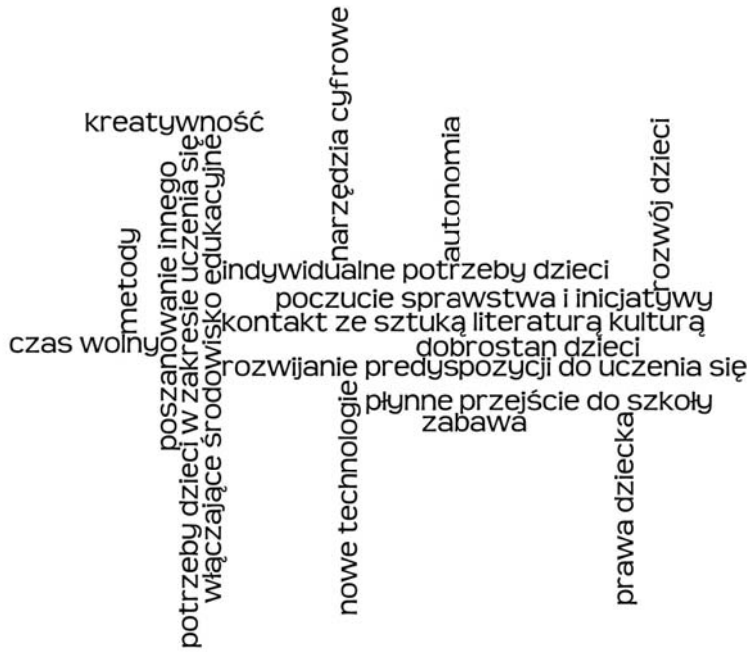 kreatywność
narzędzia cyfrowe
autonomia
rozwój dzieci
metody
poszanowanie innego
potrzeby dzieci w zakresie uczenia się
włączające środowisko edukacyjne
indywidualne potrzeby dzieci
poczucie sprawstwa i inicjatywy
kontakt ze sztuką literaturą kulturą
czas wolny
dobrostan dzieci
rozwijanie predyspozycji do uczenia się
płynne przejście do szkoły
zabawa
nowe technologie
prawa dziecka